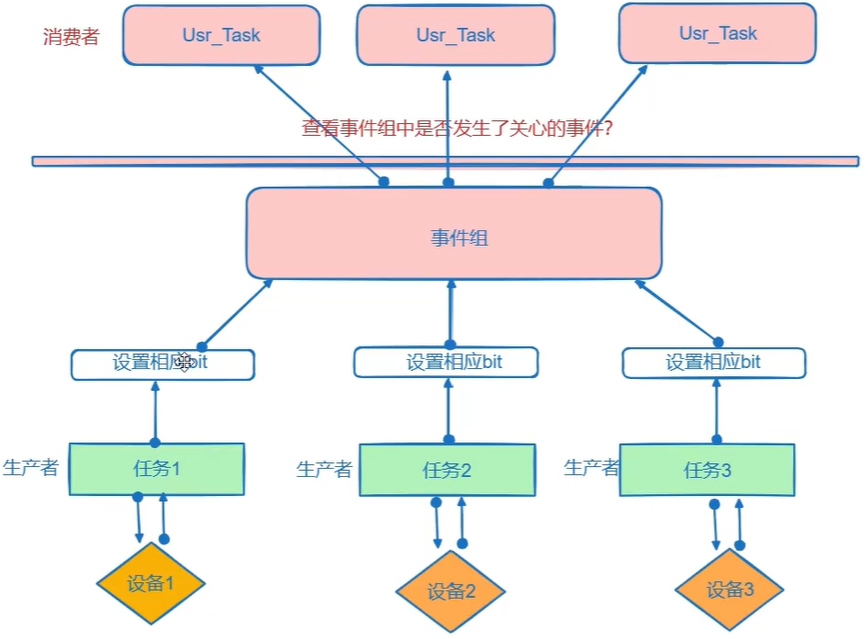 消费者
Usr_Task
Usr_Task
Usr_Task
查看事件组中是否发生了关心的事件?
事件组
设置相应bit
设置相应bit
设置相应bit
生产者
任务1
生产者
任务2
生产者
任务3
设备1
设备2
设备3